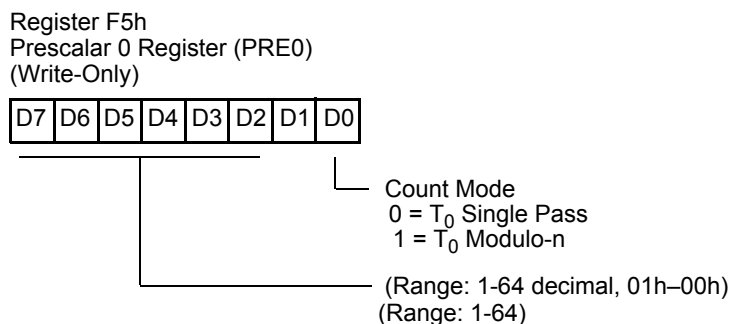 Register F5h
Prescalar 0 Register (PRE0)
(Write-Only)
D7 D6 D5 D4 D3 D2 D1 D0
Count Mode
0 = T0 Single Pass
1 = T0 Modulo-n
(Range: 1-64 decimal, 01h–00h)
(Range: 1-64)